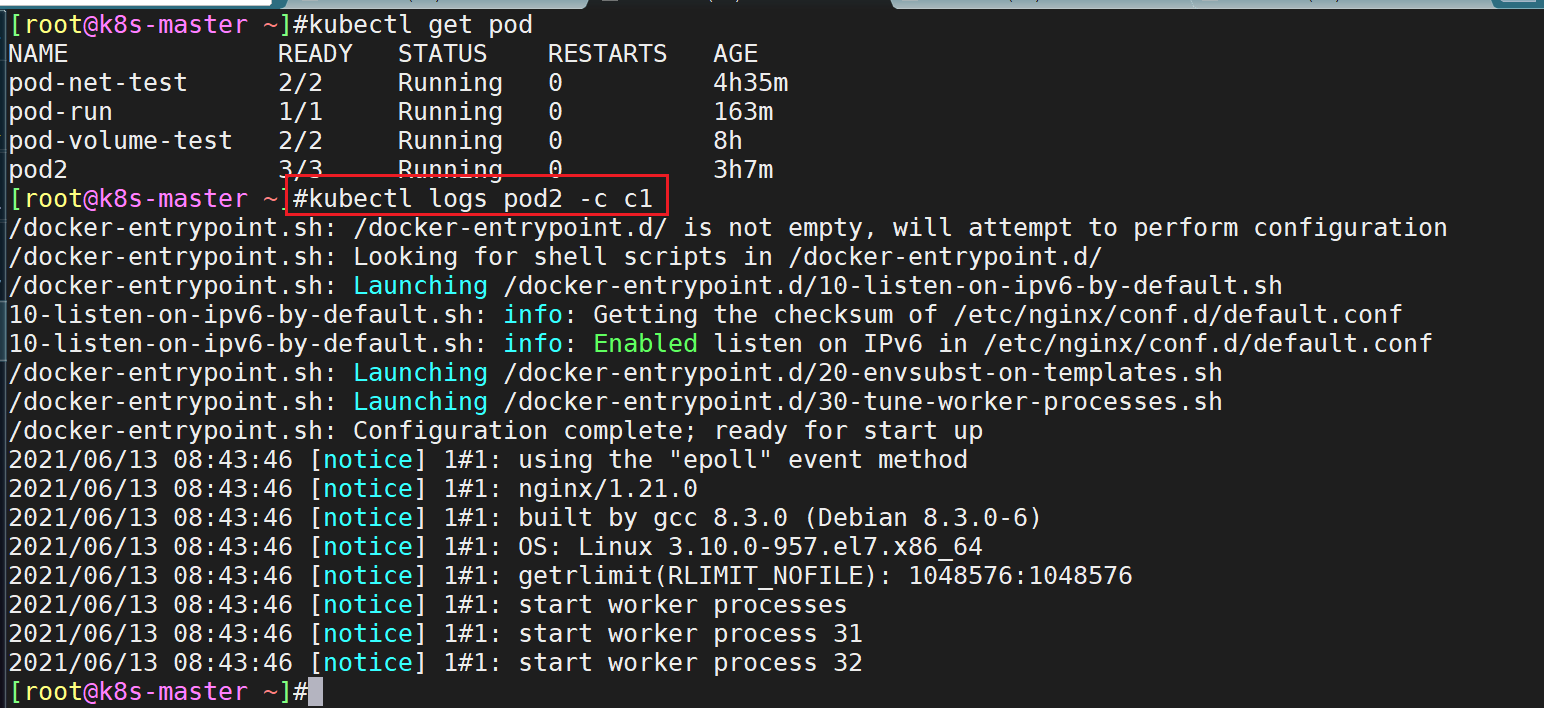 [root@k8s-master ~]#kubectl get pod
NAME              READY   STATUS    RESTARTS   AGE
pod-net-test      2/2     Running   0          4h35m
pod-run           1/1     Running   0          163m
pod-volume-test   2/2     Running   0          8h
pod2              3/3     Running   0          3h7m
[root@k8s-master ~]#kubectl logs pod2 -c c1
/docker-entrypoint.sh: /docker-entrypoint.d/ is not empty, will attempt to perform configuration
/docker-entrypoint.sh: Looking for shell scripts in /docker-entrypoint.d/
/docker-entrypoint.sh: Launching /docker-entrypoint.d/10-listen-on-ipv6-by-default.sh
10-listen-on-ipv6-by-default.sh: info: Getting the checksum of /etc/nginx/conf.d/default.conf
10-listen-on-ipv6-by-default.sh: info: Enabled listen on IPv6 in /etc/nginx/conf.d/default.conf
/docker-entrypoint.sh: Launching /docker-entrypoint.d/20-envsubst-on-templates.sh
/docker-entrypoint.sh: Launching /docker-entrypoint.d/30-tune-worker-processes.sh
/docker-entrypoint.sh: Configuration complete; ready for start up
2021/06/13 08:43:46 [notice] 1#1: using the "epoll" event method
2021/06/13 08:43:46 [notice] 1#1: nginx/1.21.0
2021/06/13 08:43:46 [notice] 1#1: built by gcc 8.3.0 (Debian 8.3.0-6)
2021/06/13 08:43:46 [notice] 1#1: OS: Linux 3.10.0-957.el7.x86_64
2021/06/13 08:43:46 [notice] 1#1: getrlimit(RLIMIT_NOFILE): 1048576:1048576
2021/06/13 08:43:46 [notice] 1#1: start worker processes
2021/06/13 08:43:46 [notice] 1#1: start worker process 31
2021/06/13 08:43:46 [notice] 1#1: start worker process 32
[root@k8s-master ~]#